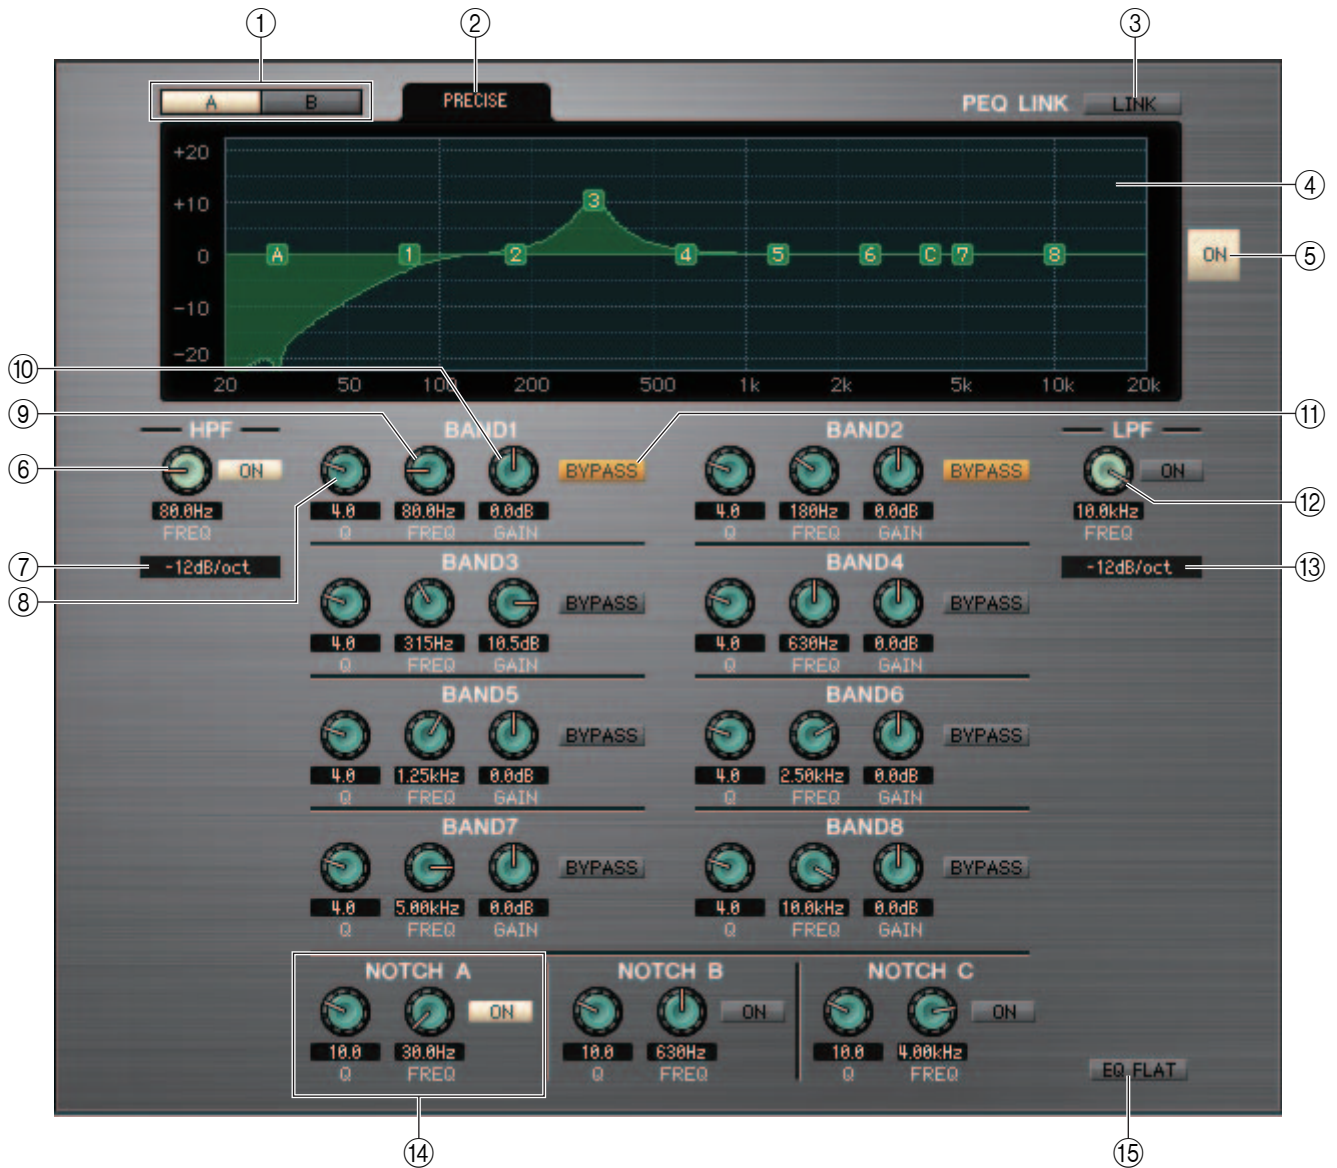 ① ② ③
A B PRECISE PEQ LINK LINK
+20
+10
0
-10
-20
A 1 2 3 4 5 6 C 7 8
④
ON ⑤
20 50 100 200 500 1k 2k 5k 10k 20k
⑩
⑨ ⑪
HPF BAND1 BAND2 LPF
⑥ ON BYPASS BYPASS ON
80.0Hz 4.0 80.0Hz 0.0dB 4.0 180Hz 0.0dB 10.0kHz ⑫
FREQ Q FREQ GAIN Q FREQ GAIN FREQ
⑦ -12dB/oct BAND3 BAND4 -12dB/oct ⑬
⑧ BYPASS BYPASS
4.0 315Hz 10.5dB 4.0 630Hz 0.0dB
Q FREQ GAIN Q FREQ GAIN
BAND5 BAND6
BYPASS BYPASS
4.0 1.25kHz 0.0dB 4.0 2.50kHz 0.0dB
Q FREQ GAIN Q FREQ GAIN
BAND7 BAND8
BYPASS BYPASS
4.0 5.00kHz 0.0dB 4.0 10.0kHz 0.0dB
Q FREQ GAIN Q FREQ GAIN
NOTCH A NOTCH B NOTCH C
ON ON ON
10.0 30.0Hz 10.0 630Hz 10.0 4.00kHz
Q FREQ Q FREQ Q FREQ
EQ FLAT
⑭ ⑮